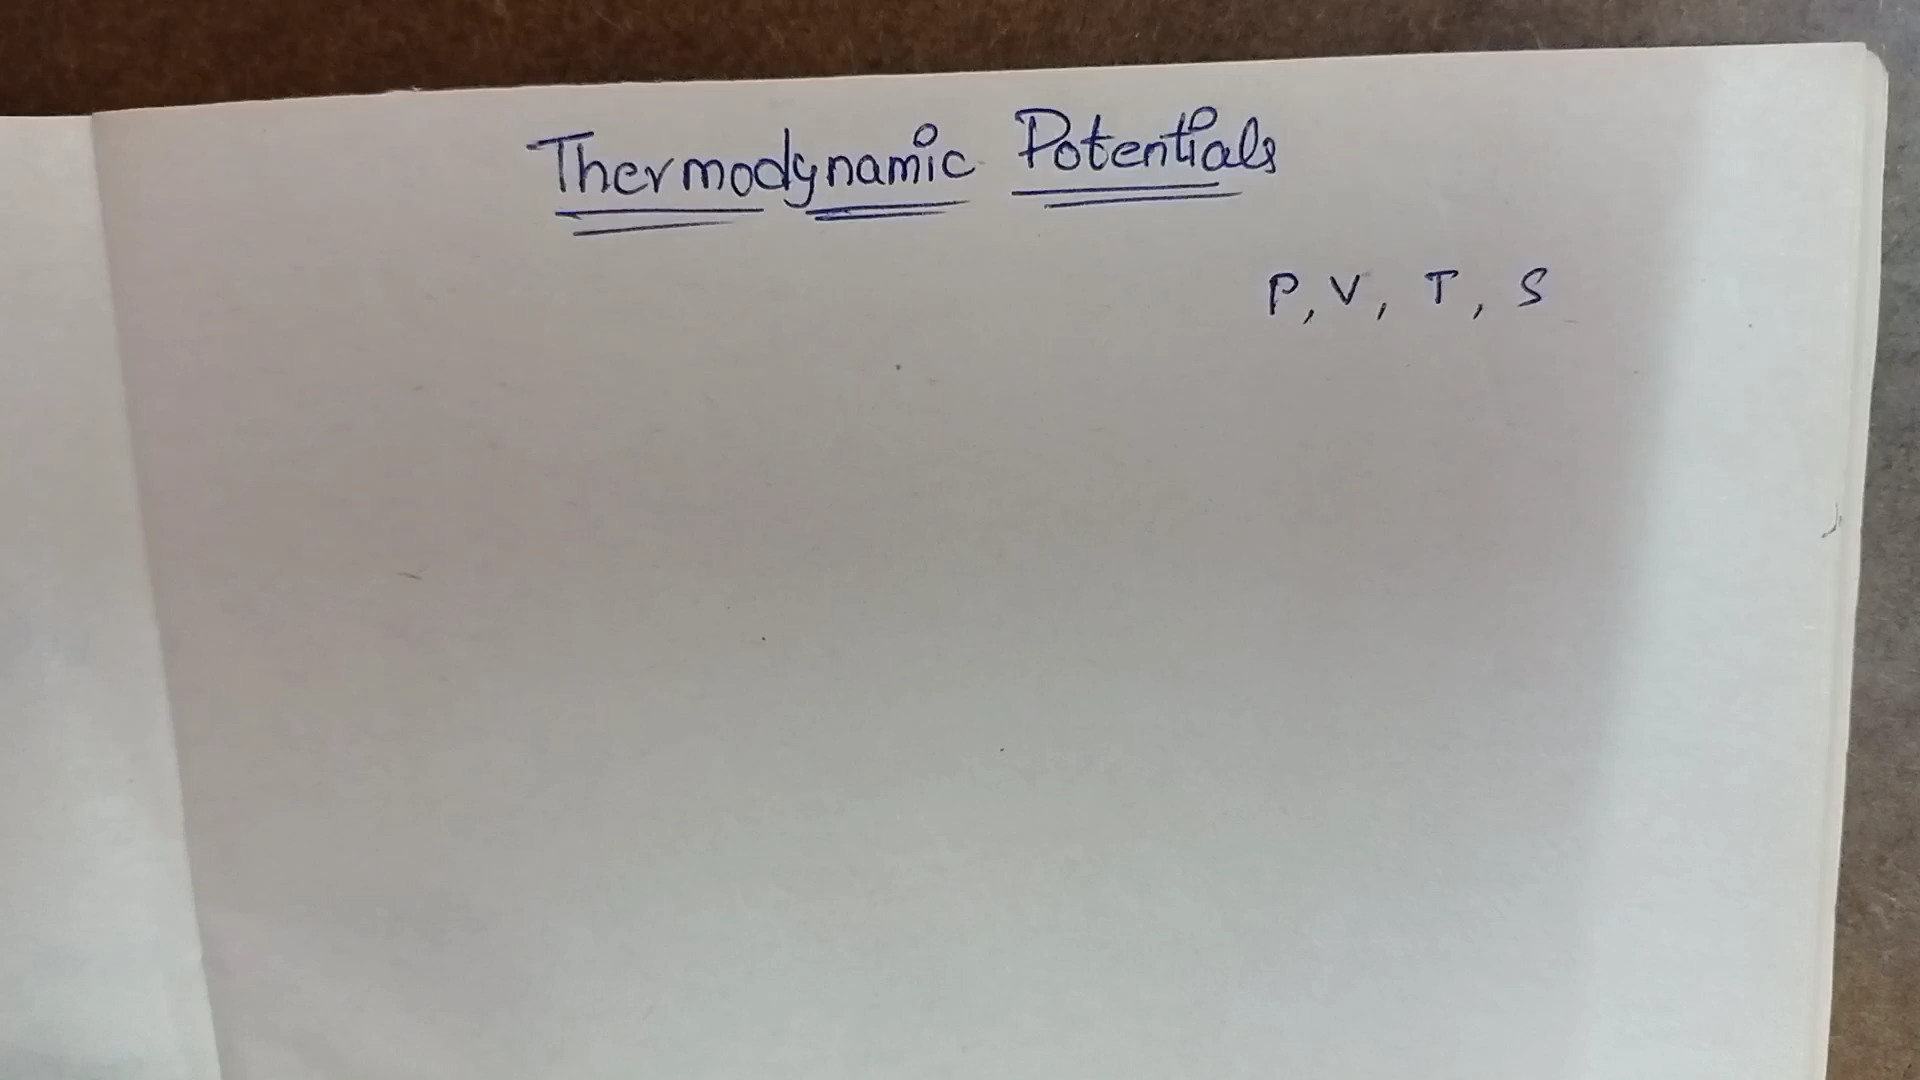 Thermodynamic Potentials
P, V, T, S